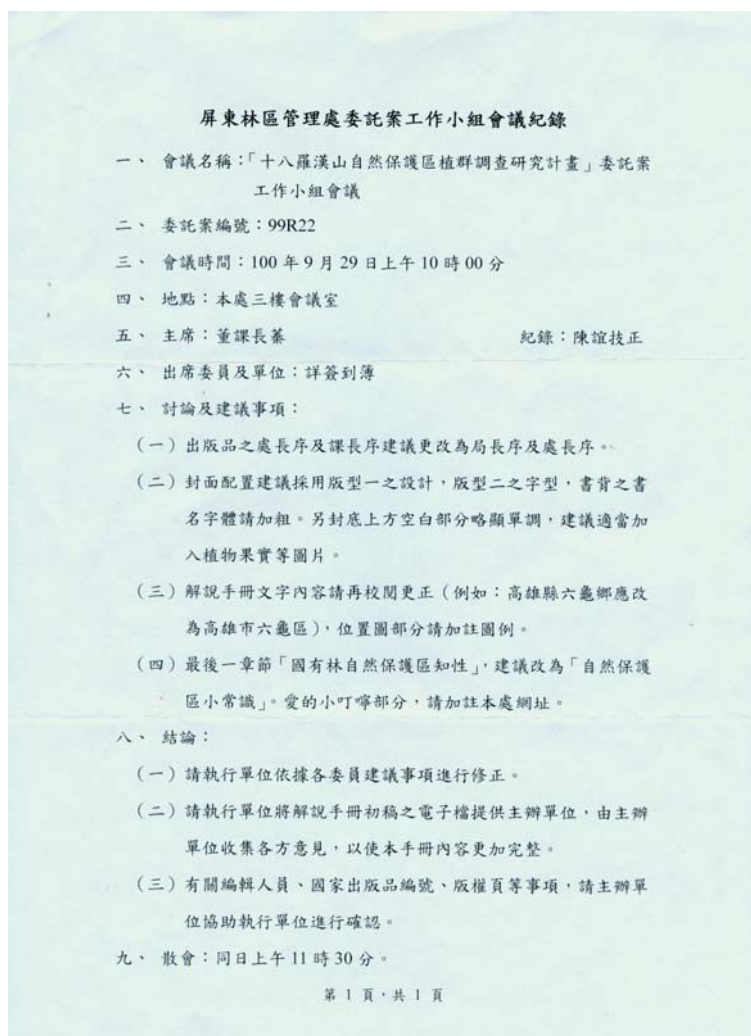 屏東林區管理處委託案工作小組會議紀錄
一、 會議名稱：「十八羅漢山自然保護區植群調查研究計畫」委託案
工作小組會議
二、 委託案編號：99R22
三、 會議時間：100 年 9 月 29 日上午 10 時 00 分
四、 地點：本處三樓會議室
五、 主席：董課長蓁 紀錄：陳誼技正
六、 出席委員及單位：詳簽到薄
七、 討論及建議事項：
（一）出版品之處長序及課長序建議更改為局長序及處長序。
（二）封面配置建議採用版型一之設計，版型二之字型，書背之書
名字體請加粗。另封底上方空白部分略顯單調，建議適當加
入植物果實等圖片。
（三）解說手冊文字內容請再校閱更正（例如：高雄縣六龜鄉應改
為高雄市六龜區），位置圖部分請加註圖例。
（四）最後一章節「國有林自然保護區知性」，建議改為「自然保護
區小常識」。愛的小叮嚀部分，請加註本處網址。
八、 結論：
（一）請執行單位依據各委員建議事項進行修正。
（二）請執行單位將解說手冊初稿之電子檔提供主辦單位，由主辦
單位收集各方意見，以使本手冊內容更加完整。
（三）有關編輯人員、國家出版品編號、版權頁等事項，請主辦單
位協助執行單位進行確認。
九、 散會：同日上午 11 時 30 分。
第 1 頁，共 1 頁